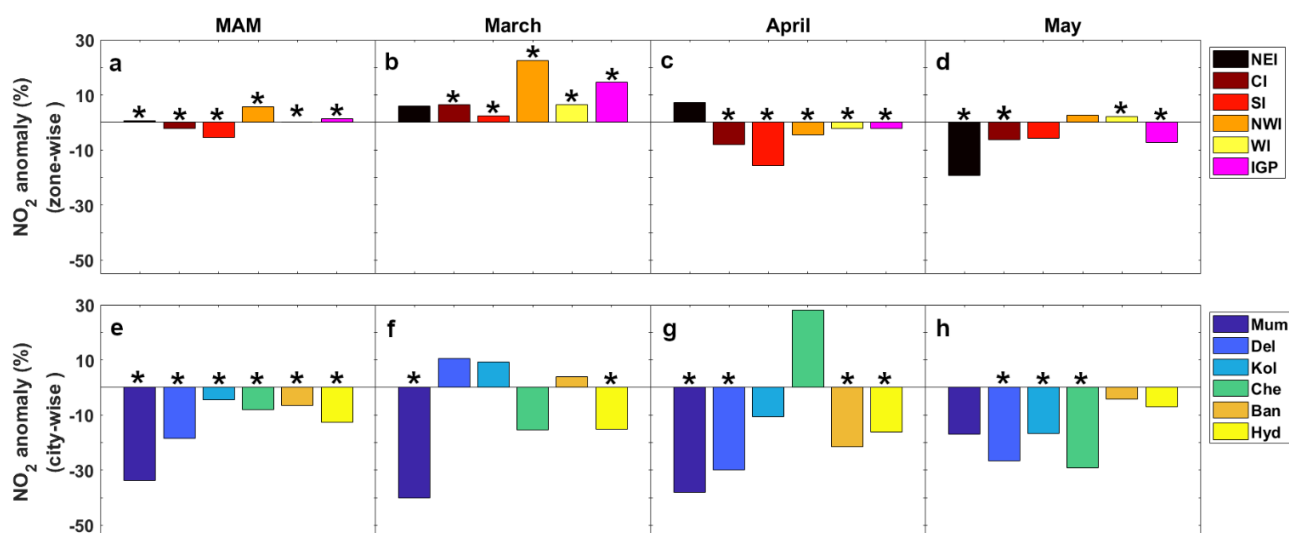 MAM March April May
NO2 anomaly (%)
(zone-wise)
30
10
-10
-30
-50
a * * * * * *
b * * * * *
c * * * * *
d * * * *
NEI
CI
SI
NWI
WI
IGP
NO2 anomaly (%)
(city-wise)
30
10
-10
-30
-50
e * * * * * *
f * *
g * * * *
h * * *
Mum
Del
Kol
Che
Ban
Hyd